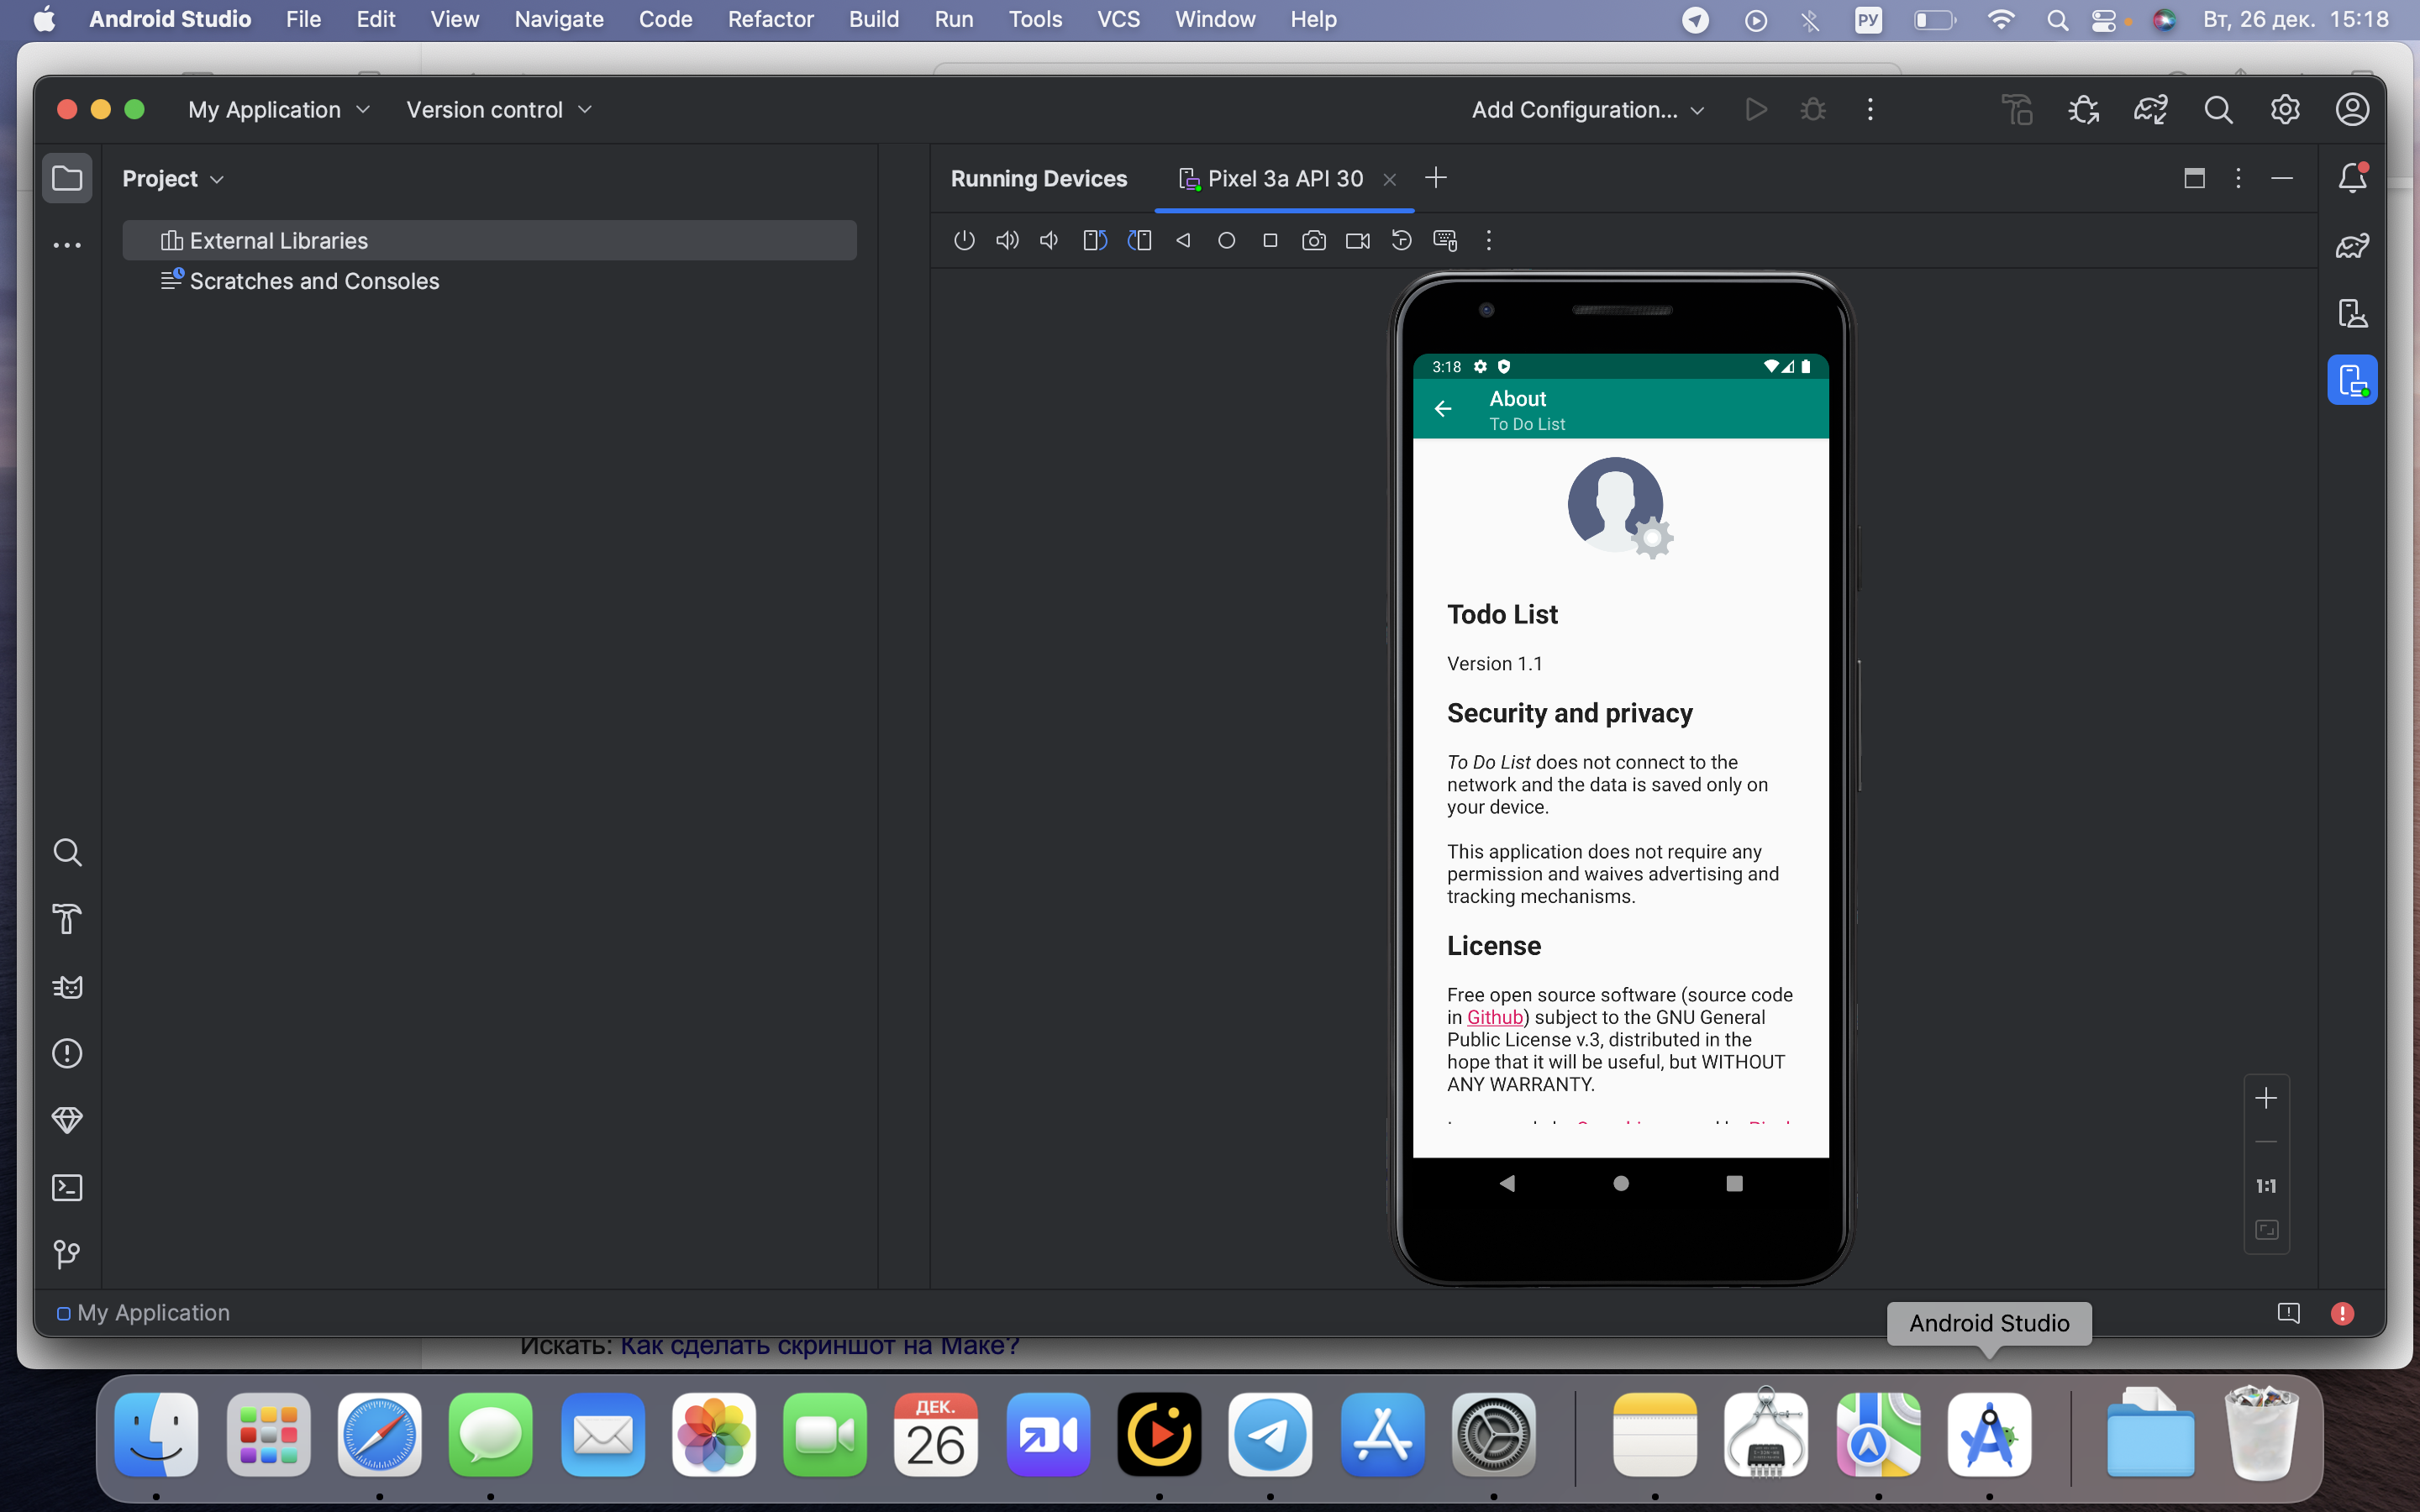 Android Studio File Edit View Navigate Code Refactor Build Run Tools VCS Window Help РУ Вт, 26 дек. 15:18
My Application Version control Add Configuration...
Project
External Libraries
Scratches and Consoles
Running Devices Pixel 3a API 30
3:18
About
To Do List
Todo List
Version 1.1
Security and privacy
To Do List does not connect to the
network and the data is saved only on
your device.
This application does not require any
permission and waives advertising and
tracking mechanisms.
License
Free open source software (source code
in Github) subject to the GNU General
Public License v.3, distributed in the
hope that it will be useful, but WITHOUT
ANY WARRANTY.
1:1
My Application
Android Studio
Искать: Как сделать скриншот на Маке?
ДЕК.
26